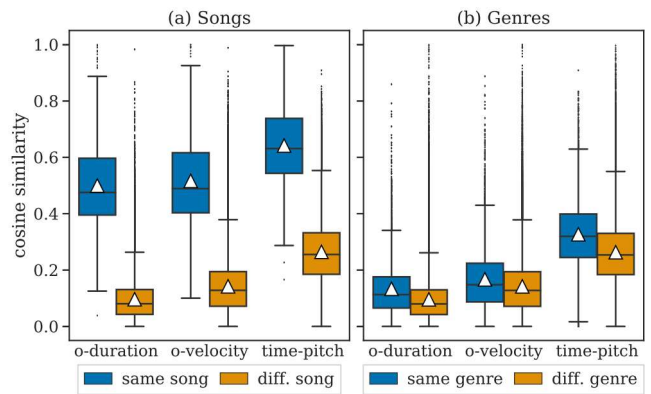 (a) Songs
(b) Genres
cosine similarity
1.0
0.8
0.6
0.4
0.2
0.0
o-duration o-velocity time-pitch
o-duration o-velocity time-pitch
same song diff. song
same genre diff. genre